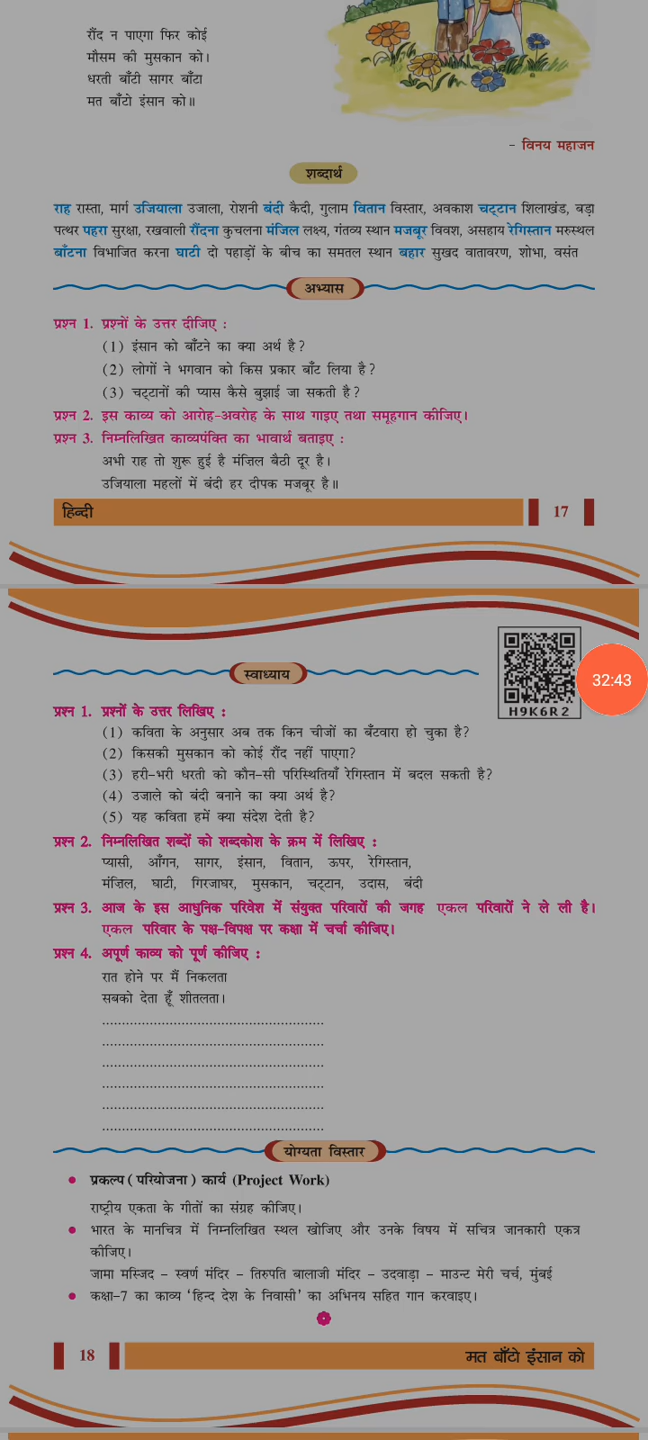 रौंद न पाएगा फिर कोई
मौसम की मुसकान को।
धरती बाँटी सागर बाँटा
मत बाँटो इंसान को॥
- विनय महाजन
शब्दार्थ
राह रास्ता, मार्ग उजियाला उजाला, रोशनी बंदी कैदी, गुलाम वितान विस्तार, अवकाश चट्टान शिलाखंड, बड़ा
पत्थर पहरा सुरक्षा, रखवाली रौंदना कुचलना मंजिल लक्ष्य, गंतव्य स्थान मजबूर विवश, असहाय रेगिस्तान मरुस्थल
बाँटना विभाजित करना घाटी दो पहाड़ों के बीच का समतल स्थान बहार सुखद वातावरण, शोभा, वसंत
अभ्यास
प्रश्न 1. प्रश्नों के उत्तर दीजिए :
(1) इंसान को बाँटने का क्या अर्थ है?
(2) लोगों ने भगवान को किस प्रकार बाँट लिया है?
(3) चट्टानों की प्यास कैसे बुझाई जा सकती है?
प्रश्न 2. इस काव्य को आरोह-अवरोह के साथ गाइए तथा समूहगान कीजिए।
प्रश्न 3. निम्नलिखित काव्यपंक्ति का भावार्थ बताइए :
अभी राह तो शुरू हुई है मंज़िल बैठी दूर है।
उजियाला महलों में बंदी हर दीपक मजबूर है॥
हिन्दी 17
स्वाध्याय
32:43
H9K6R2
प्रश्न 1. प्रश्नों के उत्तर लिखिए :
(1) कविता के अनुसार अब तक किन चीजों का बँटवारा हो चुका है?
(2) किसकी मुसकान को कोई रौंद नहीं पाएगा?
(3) हरी-भरी धरती को कौन-सी परिस्थितियाँ रेगिस्तान में बदल सकती है?
(4) उजाले को बंदी बनाने का क्या अर्थ है?
(5) यह कविता हमें क्या संदेश देती है?
प्रश्न 2. निम्नलिखित शब्दों को शब्दकोश के क्रम में लिखिए :
प्यासी, आँगन, सागर, इंसान, वितान, ऊपर, रेगिस्तान,
मंज़िल, घाटी, गिरजाघर, मुसकान, चट्टान, उदास, बंदी
प्रश्न 3. आज के इस आधुनिक परिवेश में संयुक्त परिवारों की जगह एकल परिवारों ने ले ली है।
एकल परिवार के पक्ष-विपक्ष पर कक्षा में चर्चा कीजिए।
प्रश्न 4. अपूर्ण काव्य को पूर्ण कीजिए :
रात होने पर मैं निकलता
सबको देता हूँ शीतलता।
........................................................
........................................................
........................................................
........................................................
........................................................
........................................................
योग्यता विस्तार
● प्रकल्प ( परियोजना ) कार्य (Project Work)
राष्ट्रीय एकता के गीतों का संग्रह कीजिए।
● भारत के मानचित्र में निम्नलिखित स्थल खोजिए और उनके विषय में सचित्र जानकारी एकत्र
कीजिए।
जामा मस्जिद – स्वर्ण मंदिर – तिरुपति बालाजी मंदिर – उदवाड़ा – माउन्ट मेरी चर्च, मुंबई
● कक्षा-7 का काव्य ‘हिन्द देश के निवासी’ का अभिनय सहित गान करवाइए।
18 मत बाँटो इंसान को